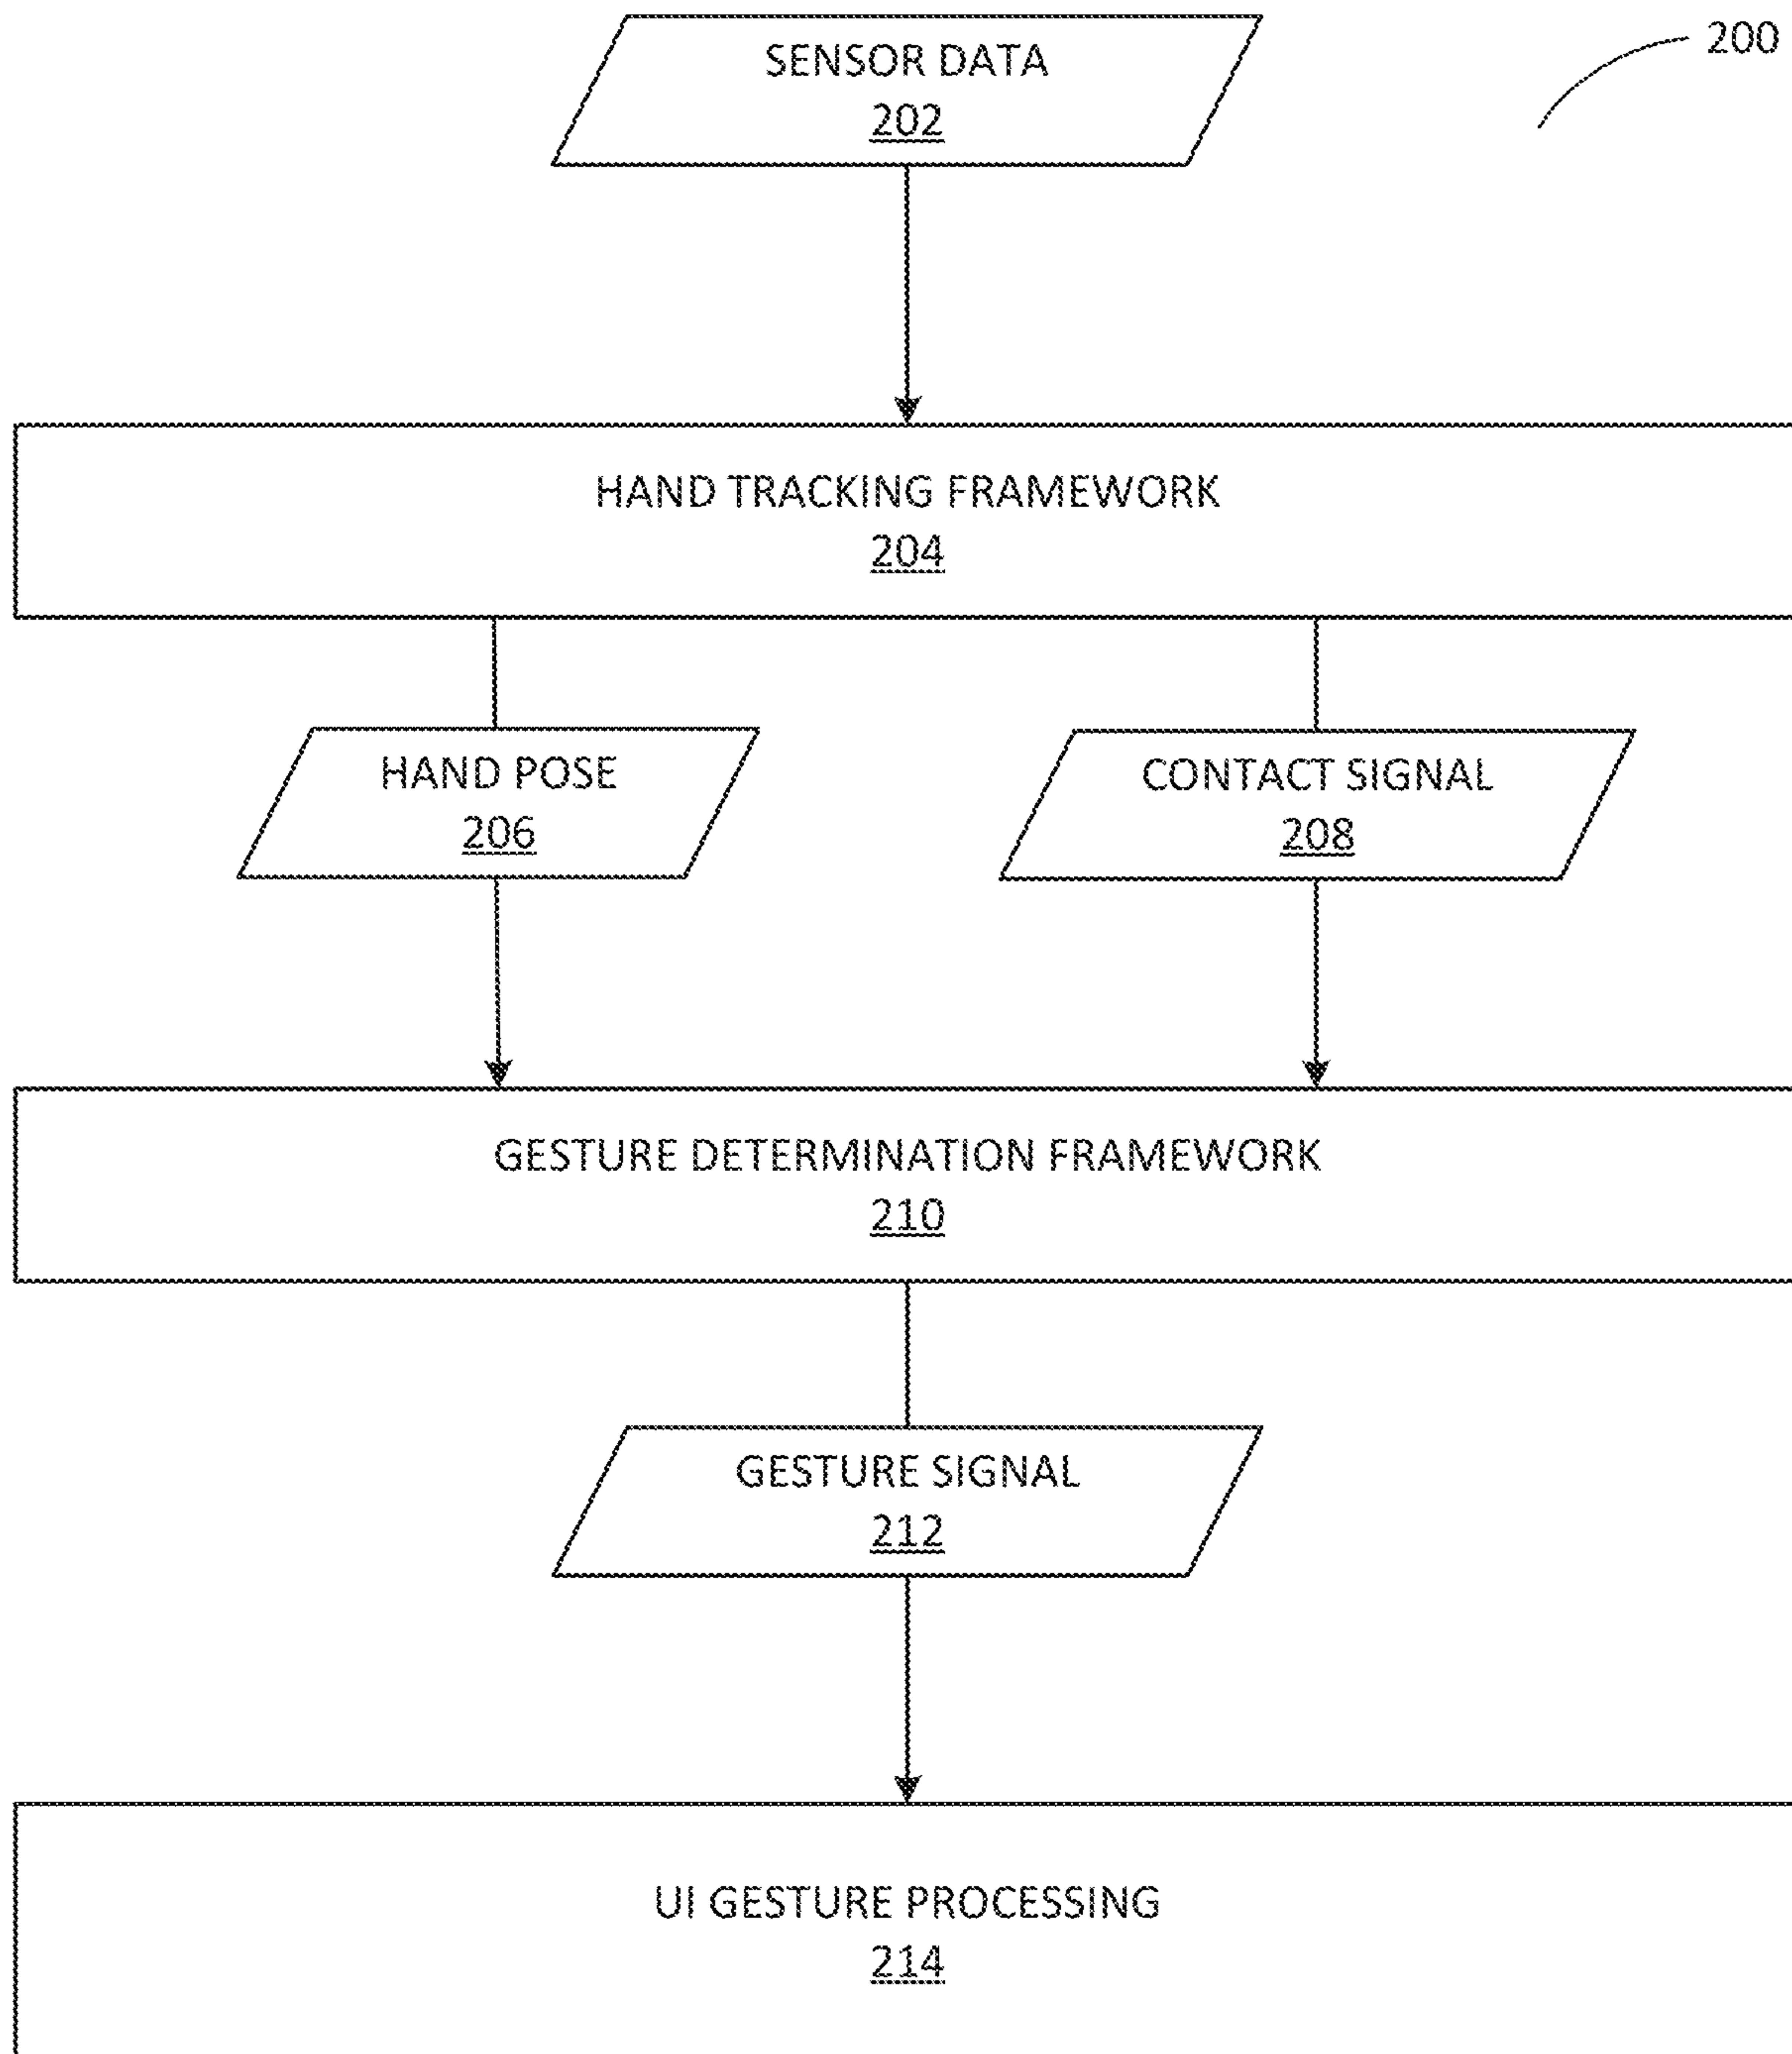 SENSOR DATA
202
200
HAND TRACKING FRAMEWORK
204
HAND POSE
206
CONTACT SIGNAL
208
GESTURE DETERMINATION FRAMEWORK
210
GESTURE SIGNAL
212
UI GESTURE PROCESSING
214